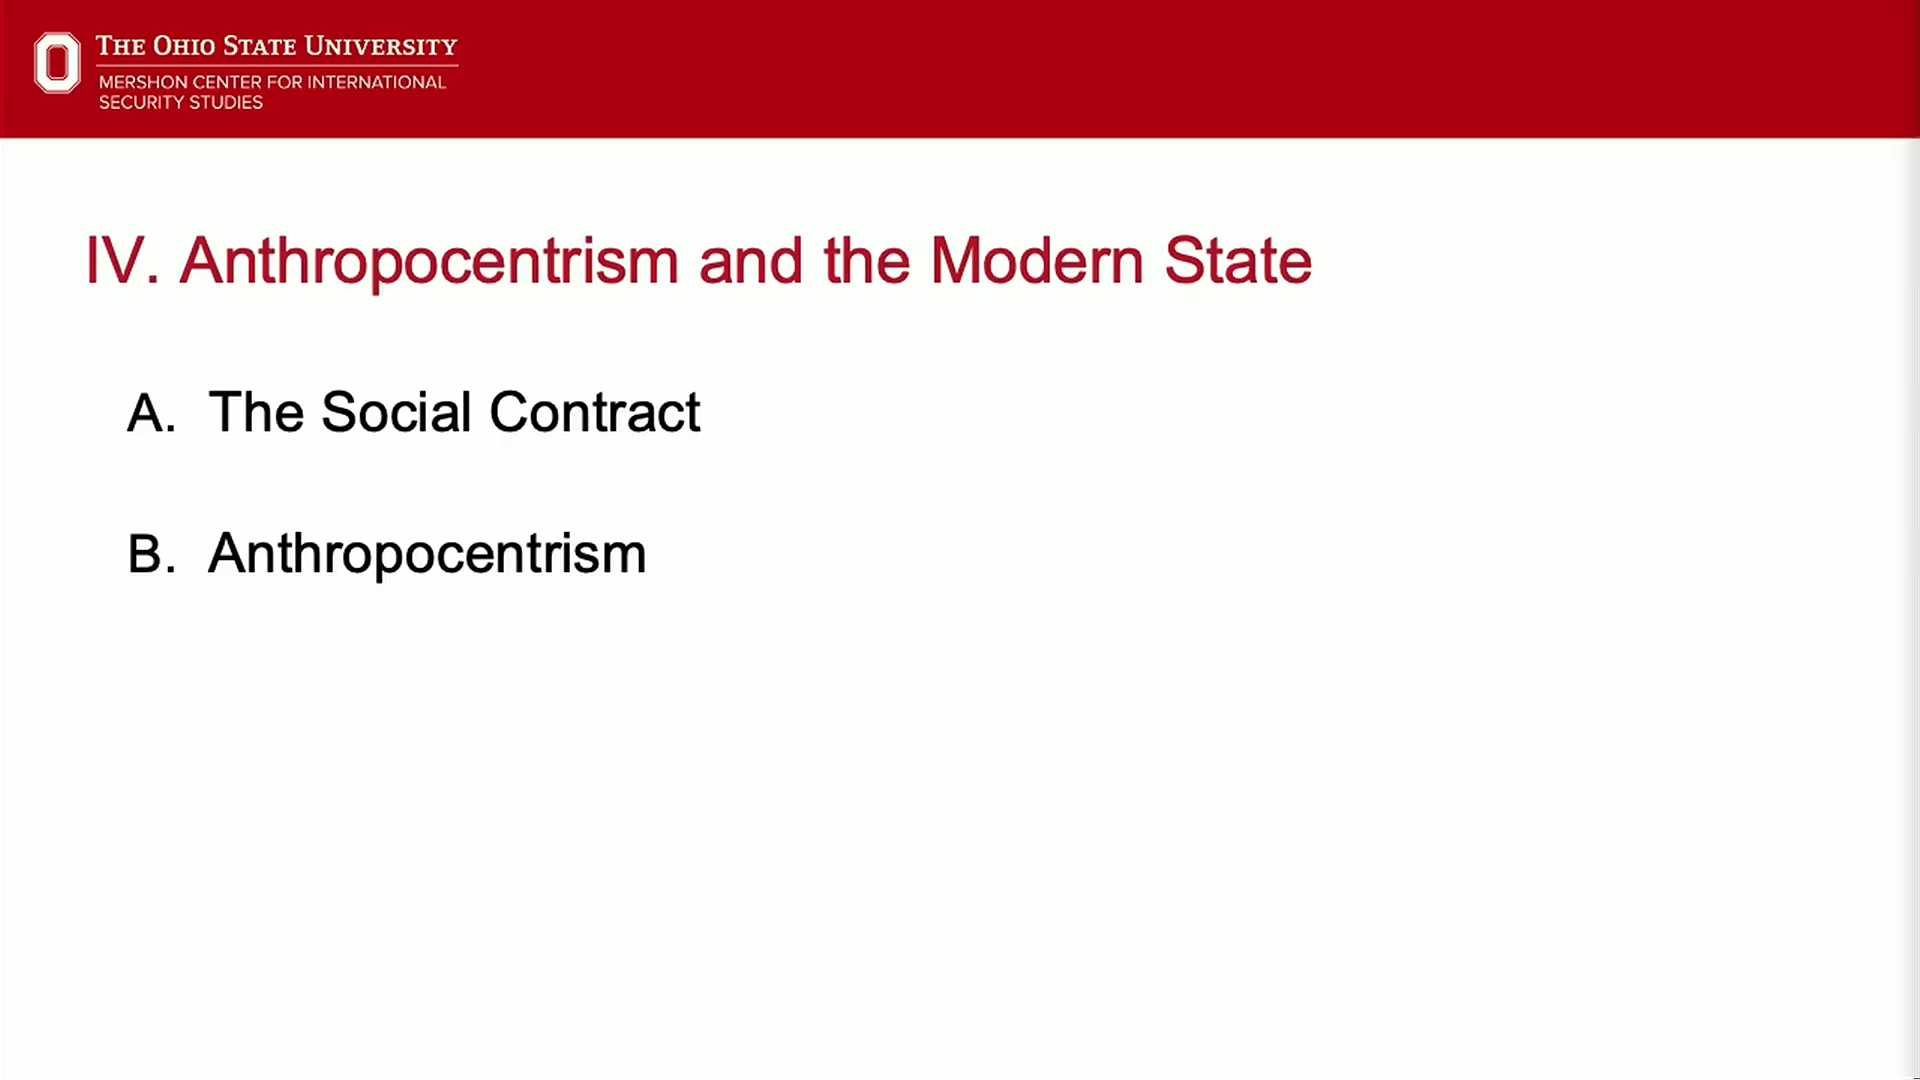 THE OHIO STATE UNIVERSITY
MERSHON CENTER FOR INTERNATIONAL
SECURITY STUDIES
IV. Anthropocentrism and the Modern State
A. The Social Contract
B. Anthropocentrism